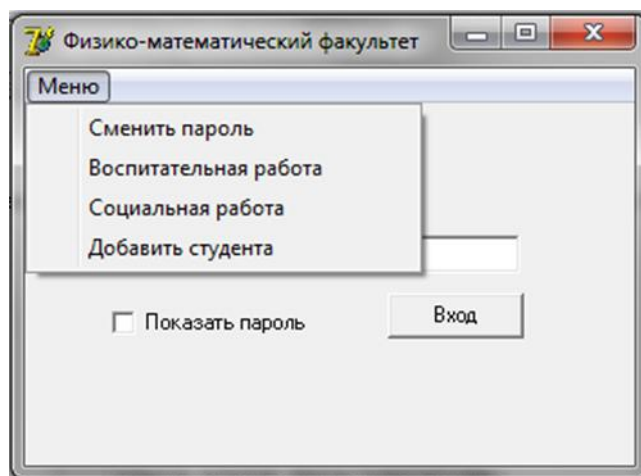 Физико-математический факультет
Меню
Сменить пароль
Воспитательная работа
Социальная работа
Добавить студента
Показать пароль
Вход